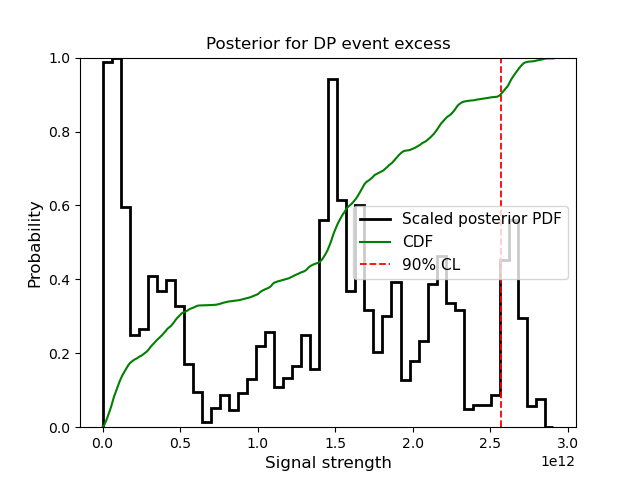 Posterior for DP event excess
Probability
1.0
0.8
0.6
0.4
0.2
0.0
Scaled posterior PDF
CDF
90% CL
0.0 0.5 1.0 1.5 2.0 2.5 3.0
1e12
Signal strength